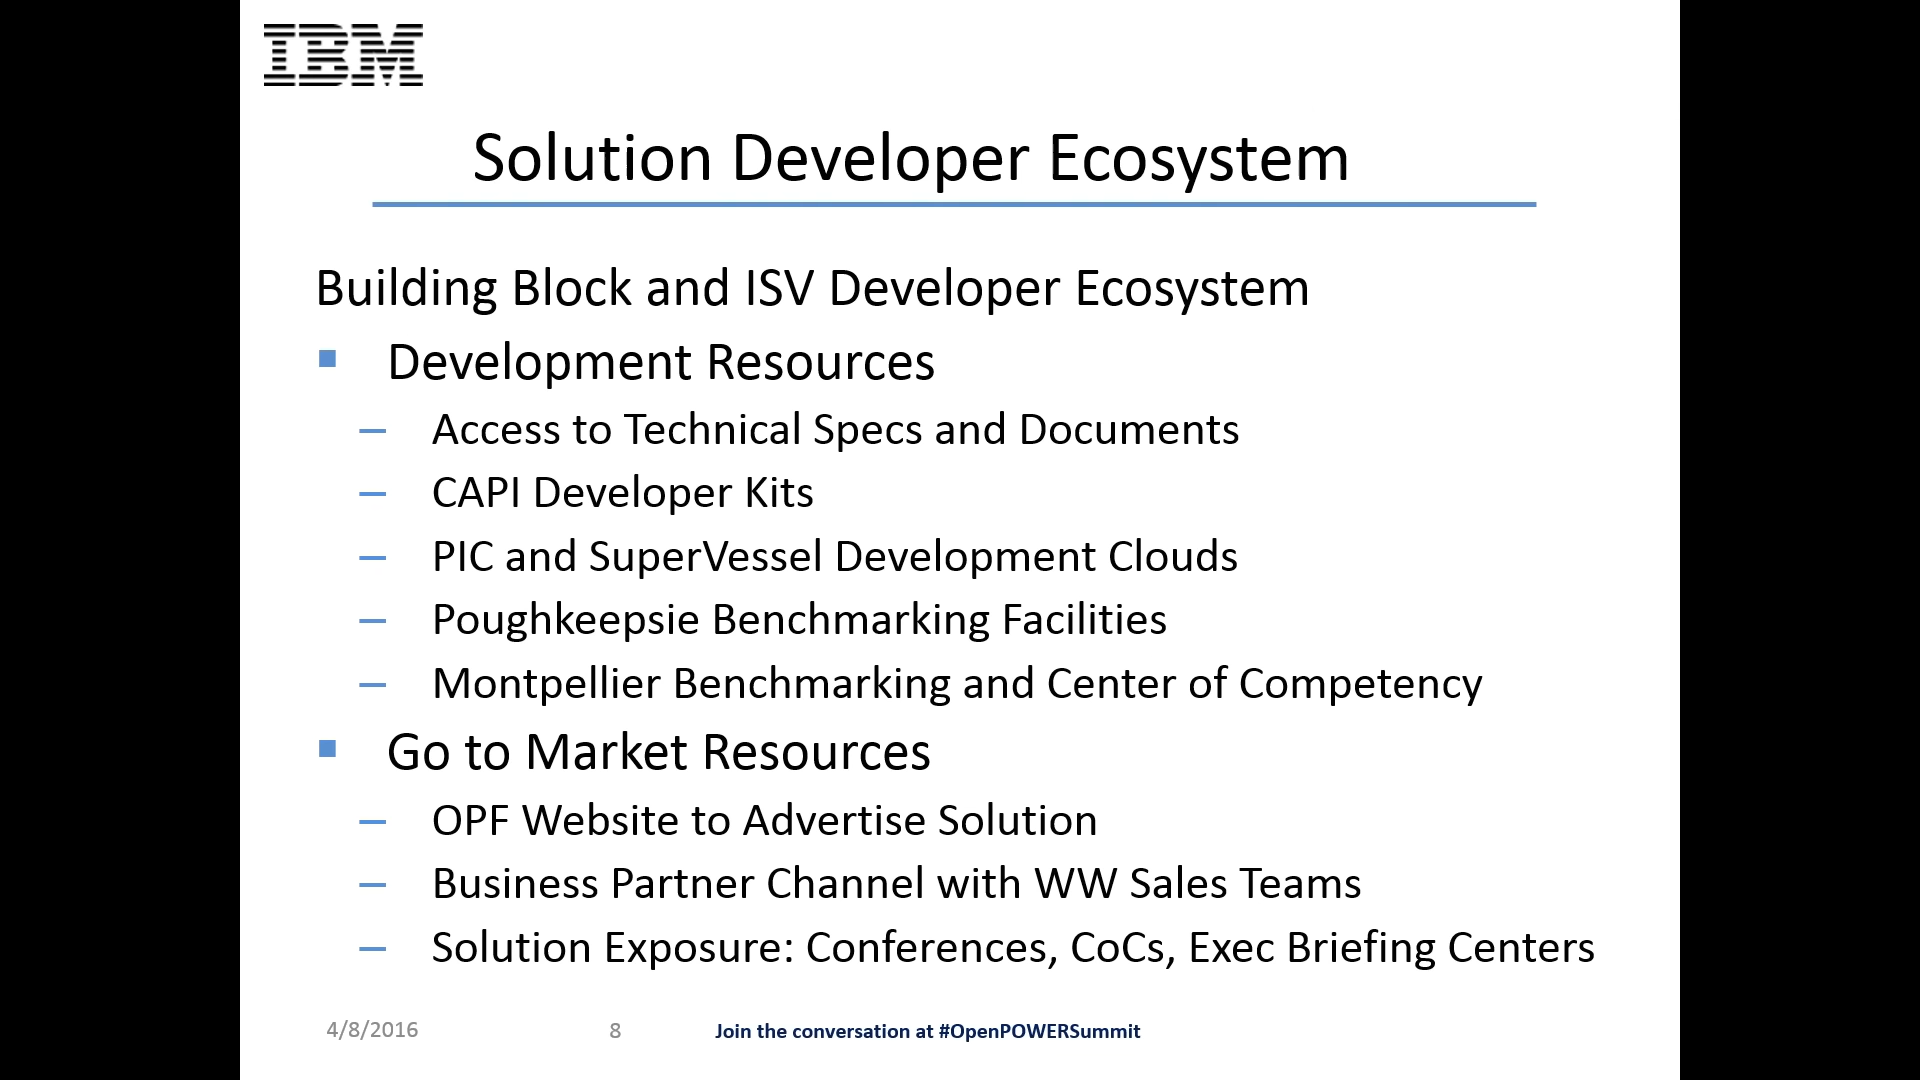 IBM
Solution Developer Ecosystem
Building Block and ISV Developer Ecosystem
▪ Development Resources
– Access to Technical Specs and Documents
– CAPI Developer Kits
– PIC and SuperVessel Development Clouds
– Poughkeepsie Benchmarking Facilities
– Montpellier Benchmarking and Center of Competency
▪ Go to Market Resources
– OPF Website to Advertise Solution
– Business Partner Channel with WW Sales Teams
– Solution Exposure: Conferences, CoCs, Exec Briefing Centers
4/8/2016 8 Join the conversation at #OpenPOWERSummit